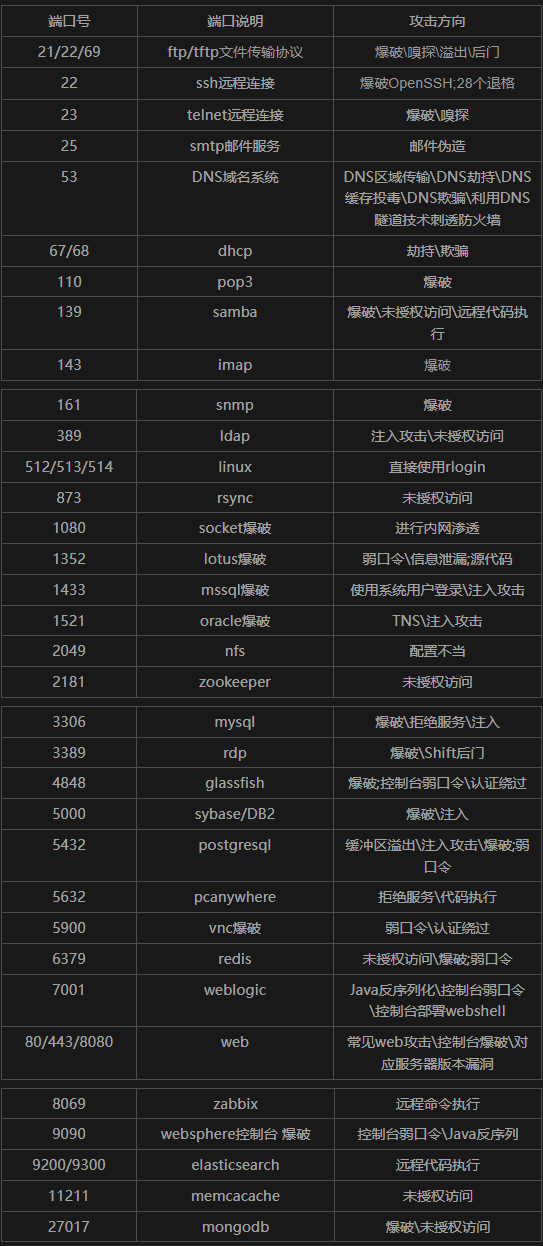 端口号 端口说明 攻击方向
21/22/69 ftp/tftp文件传输协议 爆破\嗅探\溢出\后门
22 ssh远程连接 爆破OpenSSH;28个退格
23 telnet远程连接 爆破\嗅探
25 smtp邮件服务 邮件伪造
53 DNS域名系统 DNS区域传输\DNS劫持\DNS
缓存投毒\DNS欺骗\利用DNS
隧道技术刺透防火墙
67/68 dhcp 劫持\欺骗
110 pop3 爆破
139 samba 爆破\未授权访问\远程代码执
行
143 imap 爆破
161 snmp 爆破
389 ldap 注入攻击\未授权访问
512/513/514 linux 直接使用rlogin
873 rsync 未授权访问
1080 socket爆破 进行内网渗透
1352 lotus爆破 弱口令\信息泄漏;源代码
1433 mssql爆破 使用系统用户登录\注入攻击
1521 oracle爆破 TNS\注入攻击
2049 nfs 配置不当
2181 zookeeper 未授权访问
3306 mysql 爆破\拒绝服务\注入
3389 rdp 爆破\Shift后门
4848 glassfish 爆破;控制台弱口令\认证绕过
5000 sybase/DB2 爆破\注入
5432 postgresql 缓冲区溢出\注入攻击\爆破;弱
口令
5632 pcanywhere 拒绝服务\代码执行
5900 vnc爆破 弱口令\认证绕过
6379 redis 未授权访问\爆破;弱口令
7001 weblogic Java反序列化\控制台弱口令
\控制台部署webshell
80/443/8080 web 常见web攻击\控制台爆破\对
应服务器版本漏洞
8069 zabbix 远程命令执行
9090 websphere控制台 爆破 控制台弱口令\Java反序列
9200/9300 elasticsearch 远程代码执行
11211 memcacache 未授权访问
27017 mongodb 爆破\未授权访问